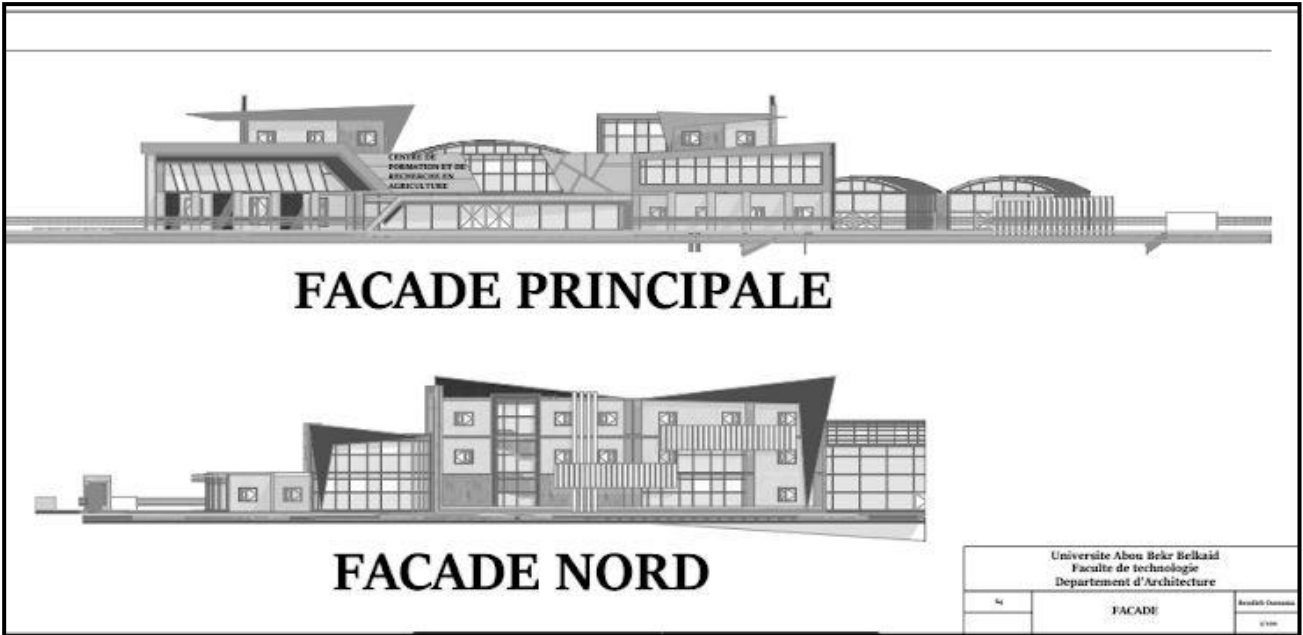 CENTRE DE
FORMATION ET DE
RECHERCHE EN
AGRICULTURE
FACADE PRINCIPALE
FACADE NORD
Universite Abou Bekr Belkaid
Faculte de technologie
Departement d'Architecture
FACADE